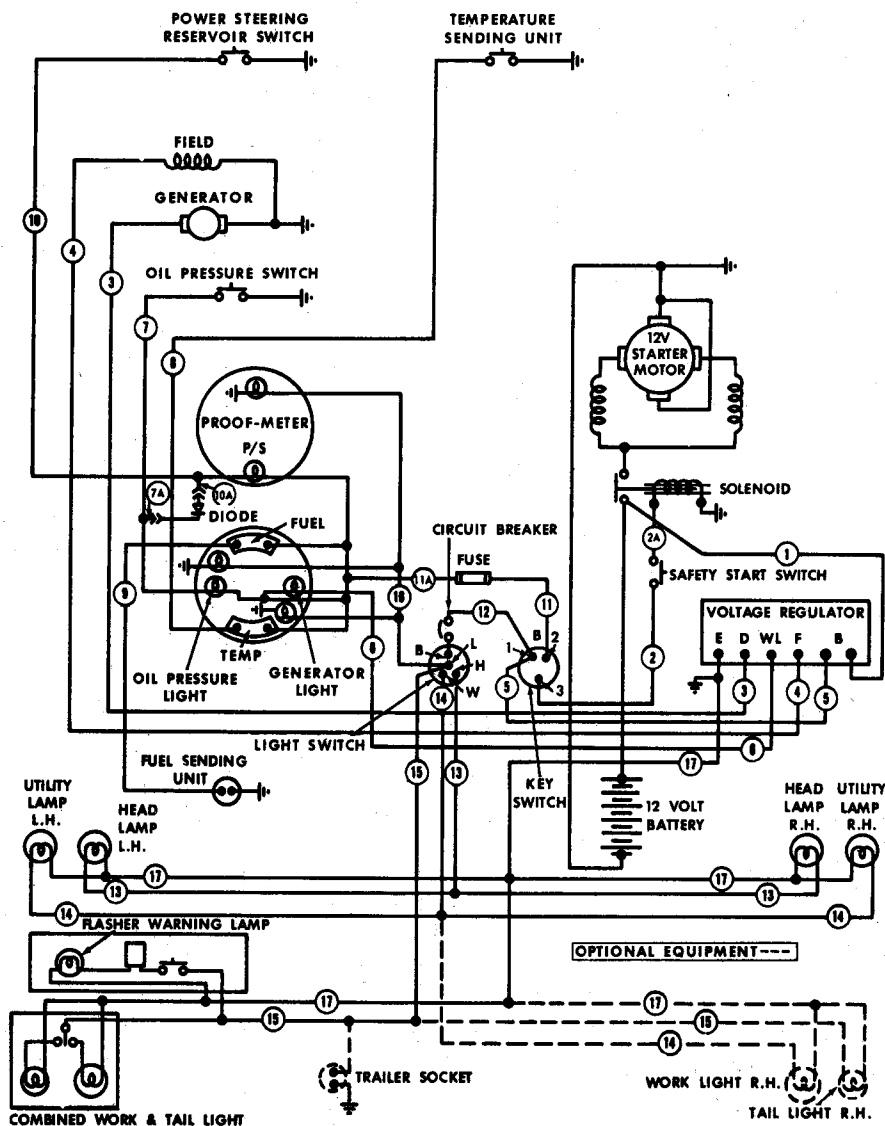 POWER STEERING
RESERVOIR SWITCH
TEMPERATURE
SENDING UNIT
FIELD
GENERATOR
10
4
3
OIL PRESSURE SWITCH
7
8
12V
STARTER
MOTOR
PROOF-METER
P/S
7A
10A
DIODE
SOLENOID
FUEL
CIRCUIT BREAKER
FUSE
2A
1
11A
9
16
12
11
SAFETY START SWITCH
VOLTAGE REGULATOR
E D WL F B
TEMP
6
B
L
H
W
1
B
2
3
2
OIL PRESSURE
LIGHT
GENERATOR
LIGHT
14
5
3
4
5
LIGHT SWITCH
6
17
FUEL SENDING
UNIT
15
13
KEY
SWITCH
12 VOLT
BATTERY
UTILITY
LAMP
L.H.
HEAD
LAMP
L.H.
HEAD
LAMP
R.H.
UTILITY
LAMP
R.H.
17
17
13
13
14
14
FLASHER WARNING LAMP
OPTIONAL EQUIPMENT---
17
17
15
15
14
TRAILER SOCKET
WORK LIGHT R.H.
TAIL LIGHT R.H.
COMBINED WORK & TAIL LIGHT